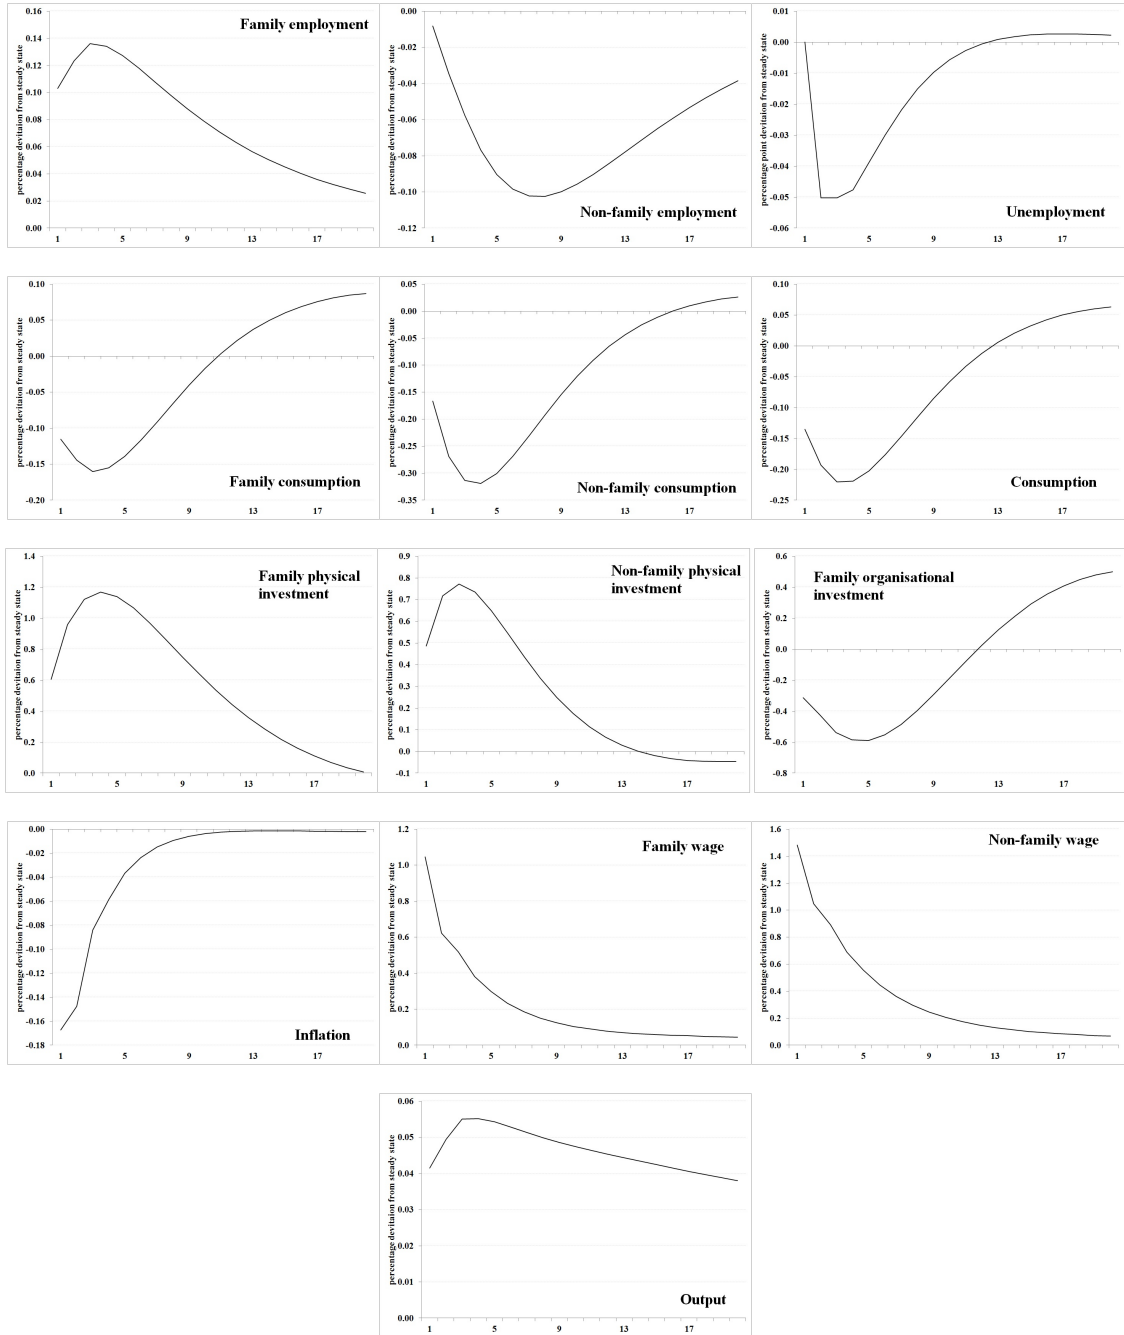 percentage devitaion from steady state
Family employment
0.16
0.14
0.12
0.10
0.08
0.06
0.04
0.02
0.00
1 5 9 13 17
percentage devitaion from steady state
0.00
-0.02
-0.04
-0.06
-0.08
-0.10
-0.12
Non-family employment
1 5 9 13 17
percentage point devitaion from steady state
0.01
0.00
-0.01
-0.02
-0.03
-0.04
-0.05
-0.06
Unemployment
1 5 9 13 17
percentage devitaion from steady state
0.10
0.05
0.00
-0.05
-0.10
-0.15
-0.20
Family consumption
1 5 9 13 17
percentage devitaion from steady state
0.05
0.00
-0.05
-0.10
-0.15
-0.20
-0.25
-0.30
-0.35
Non-family consumption
1 5 9 13 17
percentage devitaion from steady state
0.10
0.05
0.00
-0.05
-0.10
-0.15
-0.20
-0.25
Consumption
1 5 9 13 17
percentage devitaion from steady state
Family physical
investment
1.4
1.2
1.0
0.8
0.6
0.4
0.2
0.0
1 5 9 13 17
percentage devitaion from steady state
Non-family physical
investment
0.9
0.8
0.7
0.6
0.5
0.4
0.3
0.2
0.1
0.0
-0.1
1 5 9 13 17
percentage devitaion from steady state
Family organisational
investment
0.6
0.4
0.2
0.0
-0.2
-0.4
-0.6
-0.8
1 5 9 13 17
percentage devitaion from steady state
0.00
-0.02
-0.04
-0.06
-0.08
-0.10
-0.12
-0.14
-0.16
-0.18
Inflation
1 5 9 13 17
percentage devitaion from steady state
Family wage
1.2
1.0
0.8
0.6
0.4
0.2
0.0
1 5 9 13 17
percentage devitaion from steady state
Non-family wage
1.6
1.4
1.2
1.0
0.8
0.6
0.4
0.2
0.0
1 5 9 13 17
percentage devitaion from steady state
0.06
0.05
0.04
0.03
0.02
0.01
0.00
Output
1 5 9 13 17